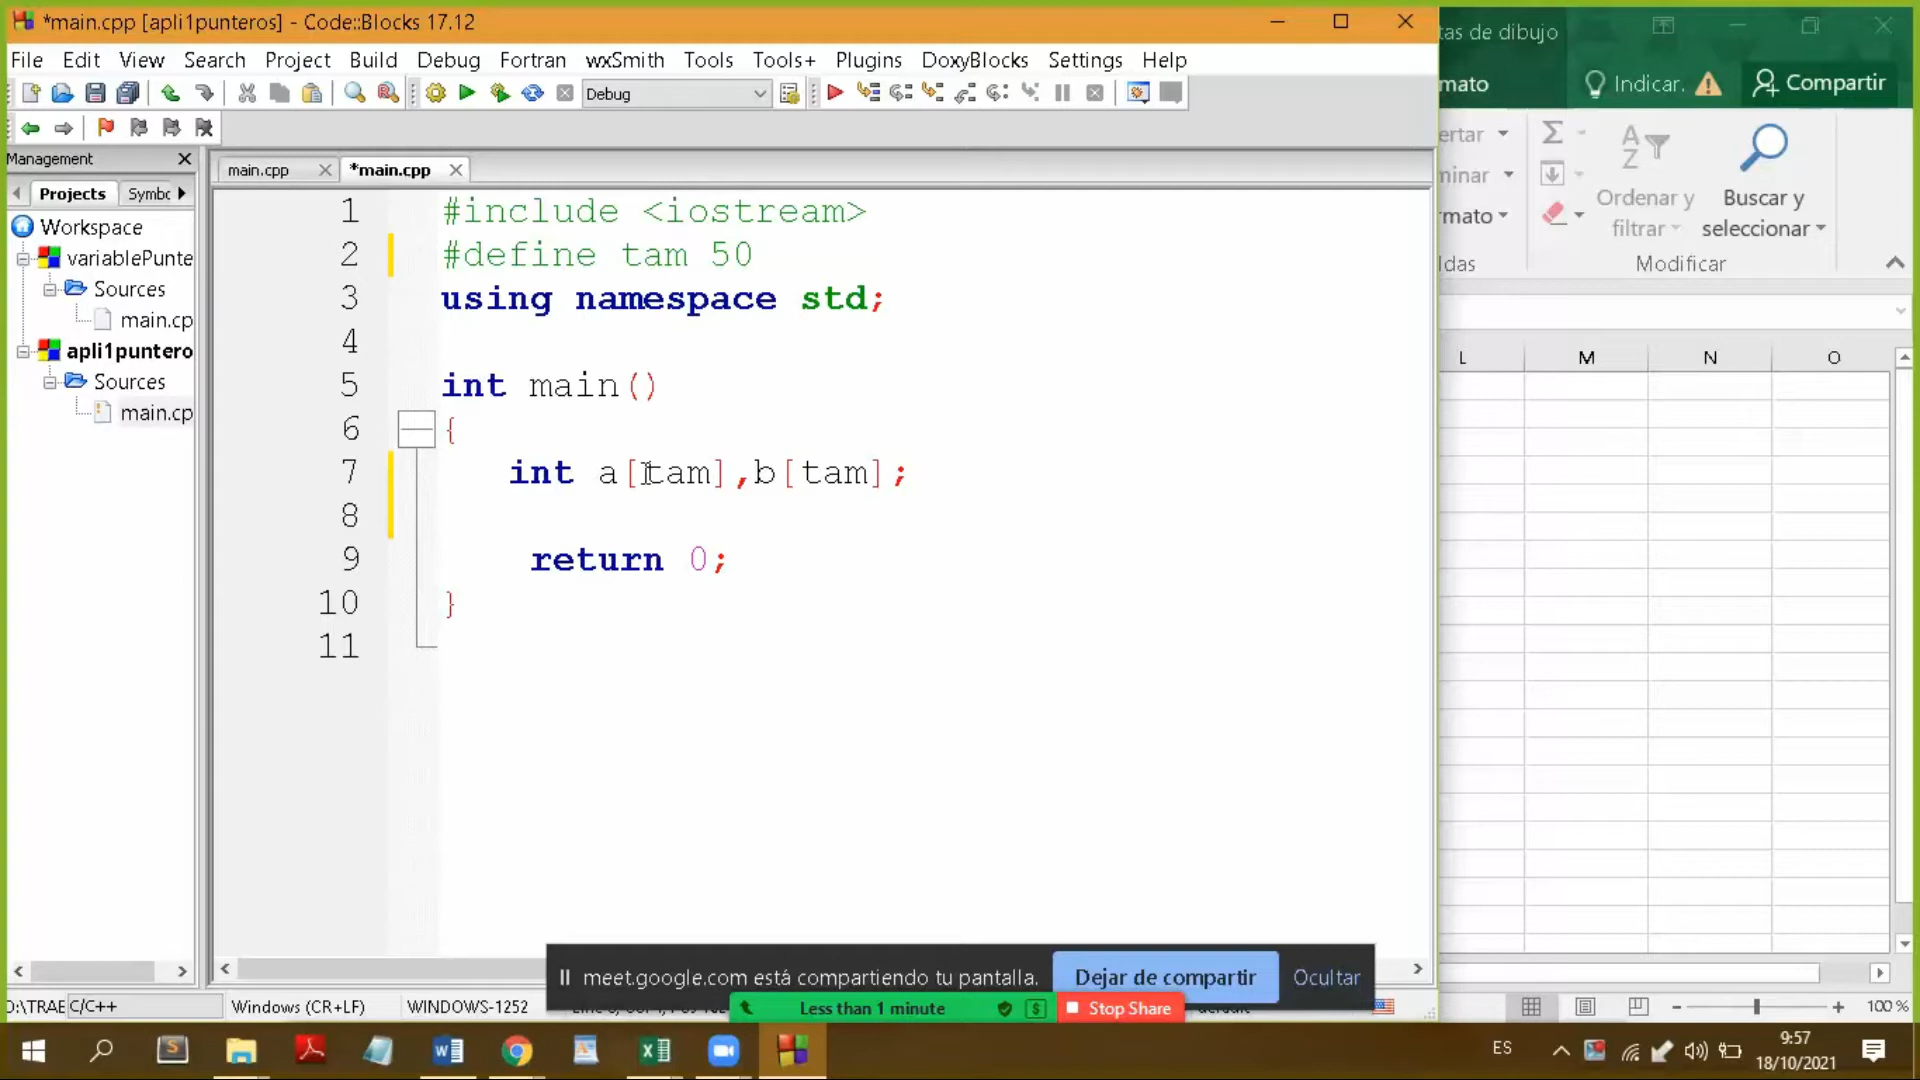 *main.cpp [apli1punteros] - Code::Blocks 17.12
File Edit View Search Project Build Debug Fortran wxSmith Tools Tools+ Plugins DoxyBlocks Settings Help
Debug
Management
Projects Symbc
Workspace
variablePunte
Sources
main.cp
apli1puntero
Sources
main.cp
main.cpp *main.cpp
1 #include <iostream>
2 #define tam 50
3 using namespace std;
4
5 int main()
6 {
7 int a[tam],b[tam];
8
9 return 0;
10 }
11
tas de dibujo
mato Indicar. Compartir
ertar
minar
rmato
Ordenar y
filtrar
Buscar y
seleccionar
ldas Modificar
L M N O
meet.google.com está compartiendo tu pantalla. Dejar de compartir Ocultar
Less than 1 minute Stop Share
C/C++ Windows (CR+LF) WINDOWS-1252
100 %
ES
9:57
18/10/2021